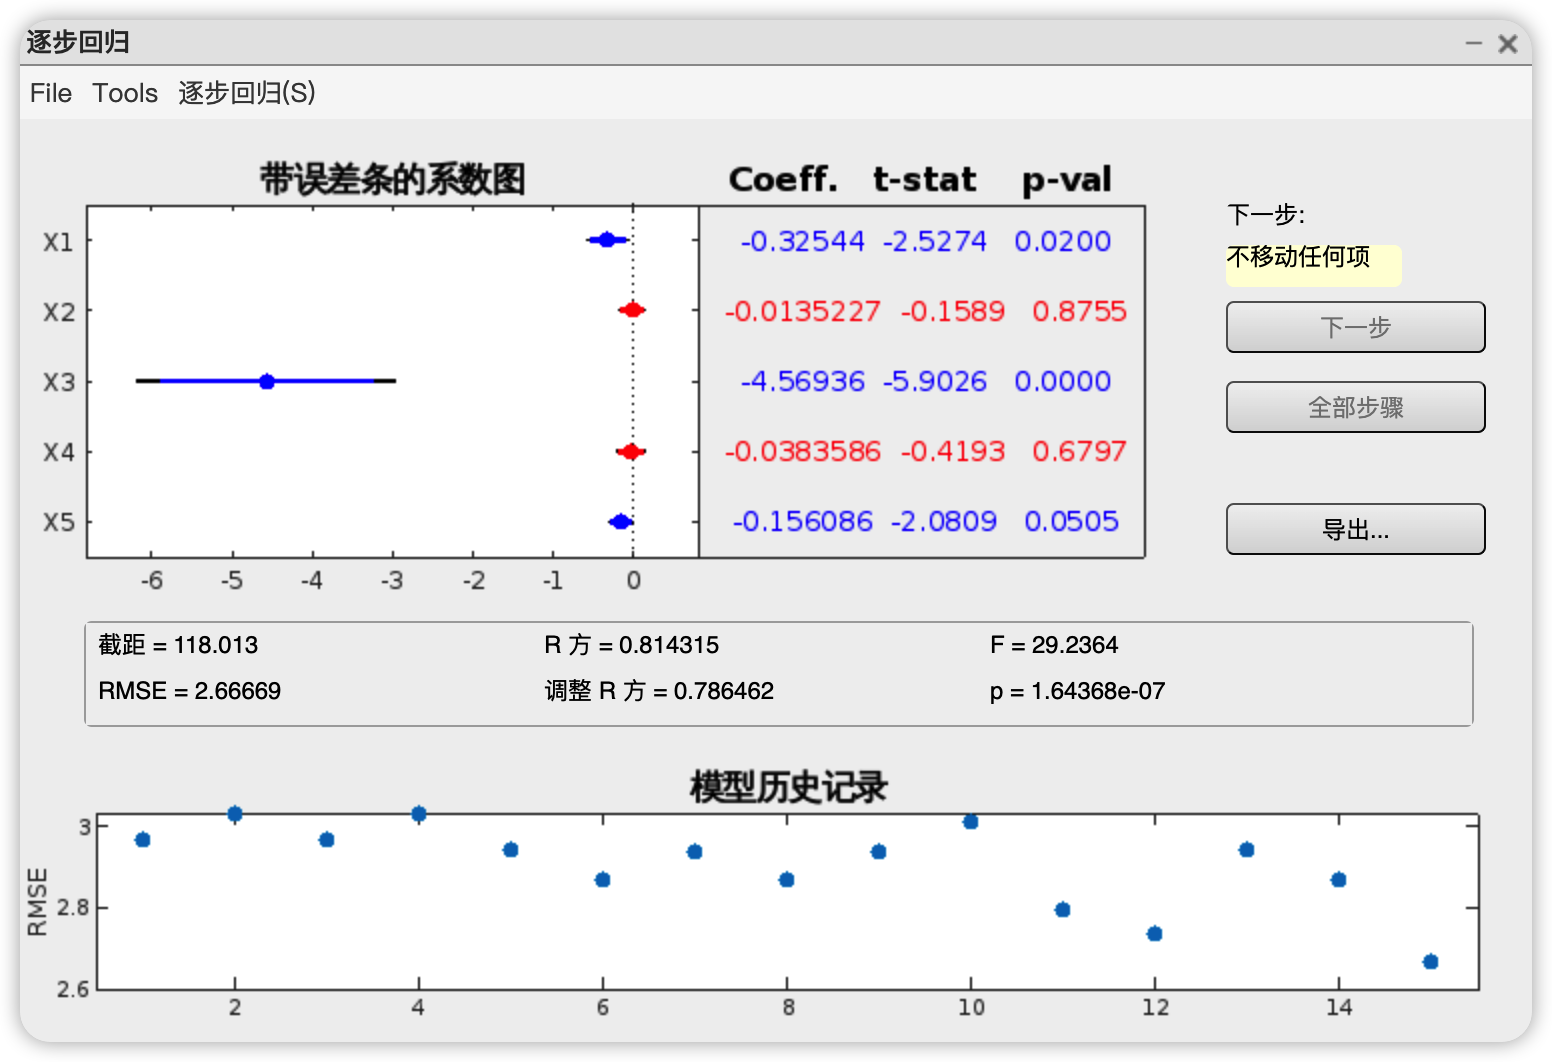 逐步回归
File Tools 逐步回归(S)
带误差条的系数图
Coeff. t-stat p-val
X1 -0.32544 -2.5274 0.0200
X2 -0.0135227 -0.1589 0.8755
X3 -4.56936 -5.9026 0.0000
X4 -0.0383586 -0.4193 0.6797
X5 -0.156086 -2.0809 0.0505
-6 -5 -4 -3 -2 -1 0
下一步:
不移动任何项
下一步
全部步骤
导出...
截距 = 118.013 R 方 = 0.814315 F = 29.2364
RMSE = 2.66669 调整 R 方 = 0.786462 p = 1.64368e-07
模型历史记录
RMSE
3
2.8
2.6
2 4 6 8 10 12 14